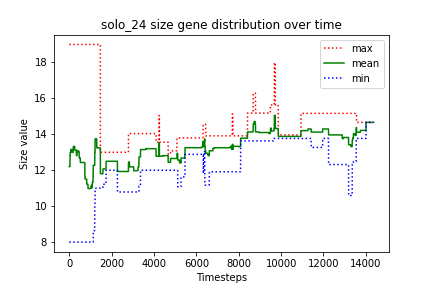 solo_24 size gene distribution over time
max
mean
min
Size value
18
16
14
12
10
8
0 2000 4000 6000 8000 10000 12000 14000
Timesteps